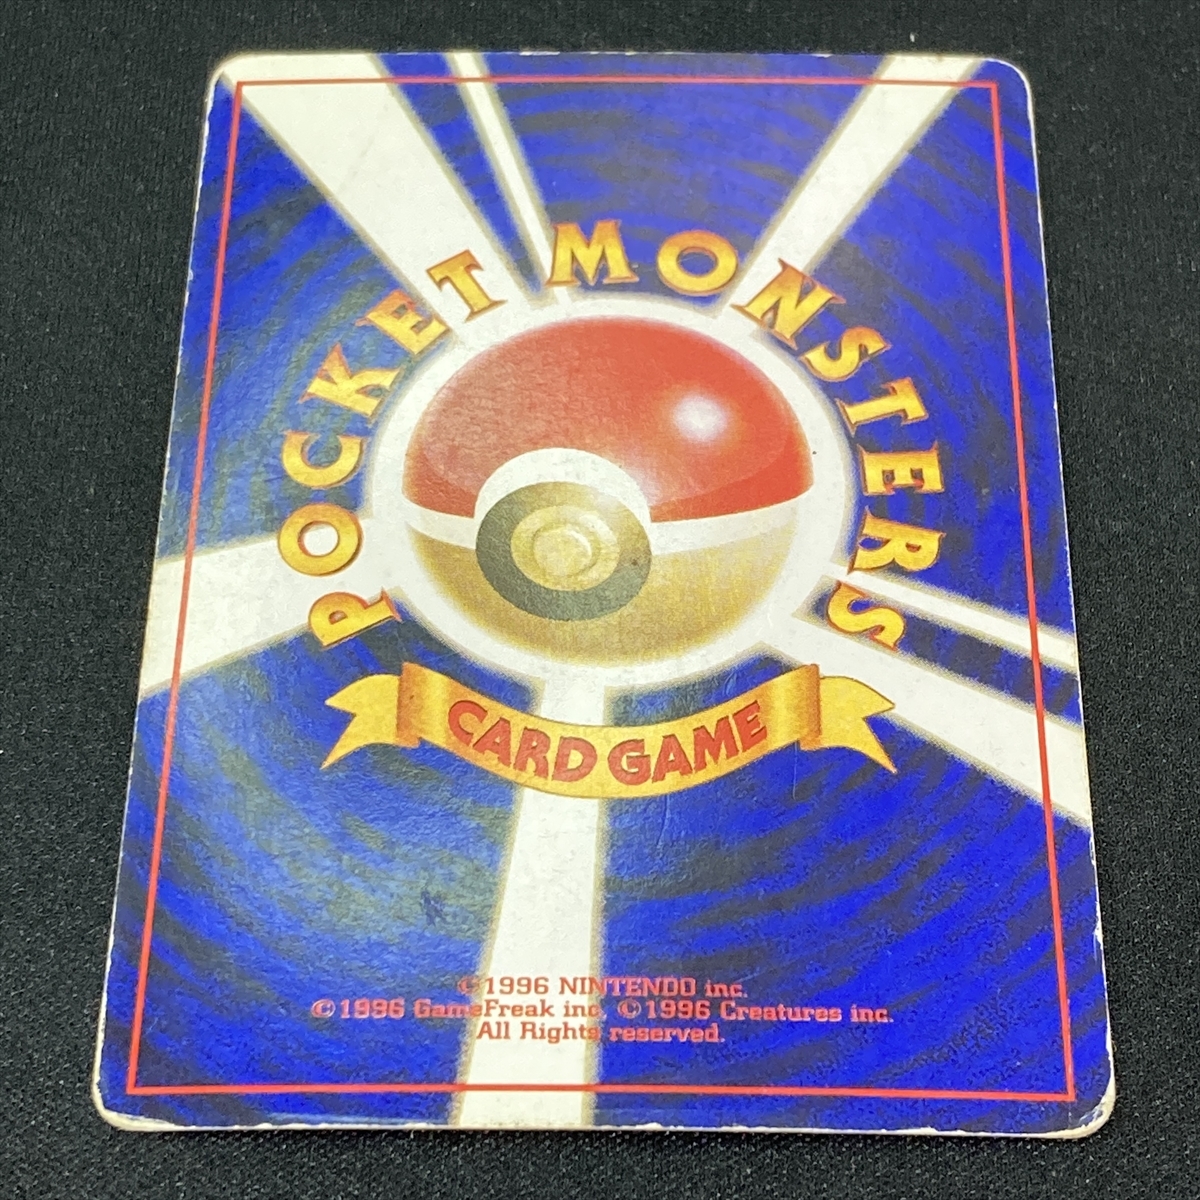 POCKET MONSTERS
CARD GAME
©1996 NINTENDO inc.
©1996 GameFreak inc. ©1996 Creatures inc.
All Rights reserved.